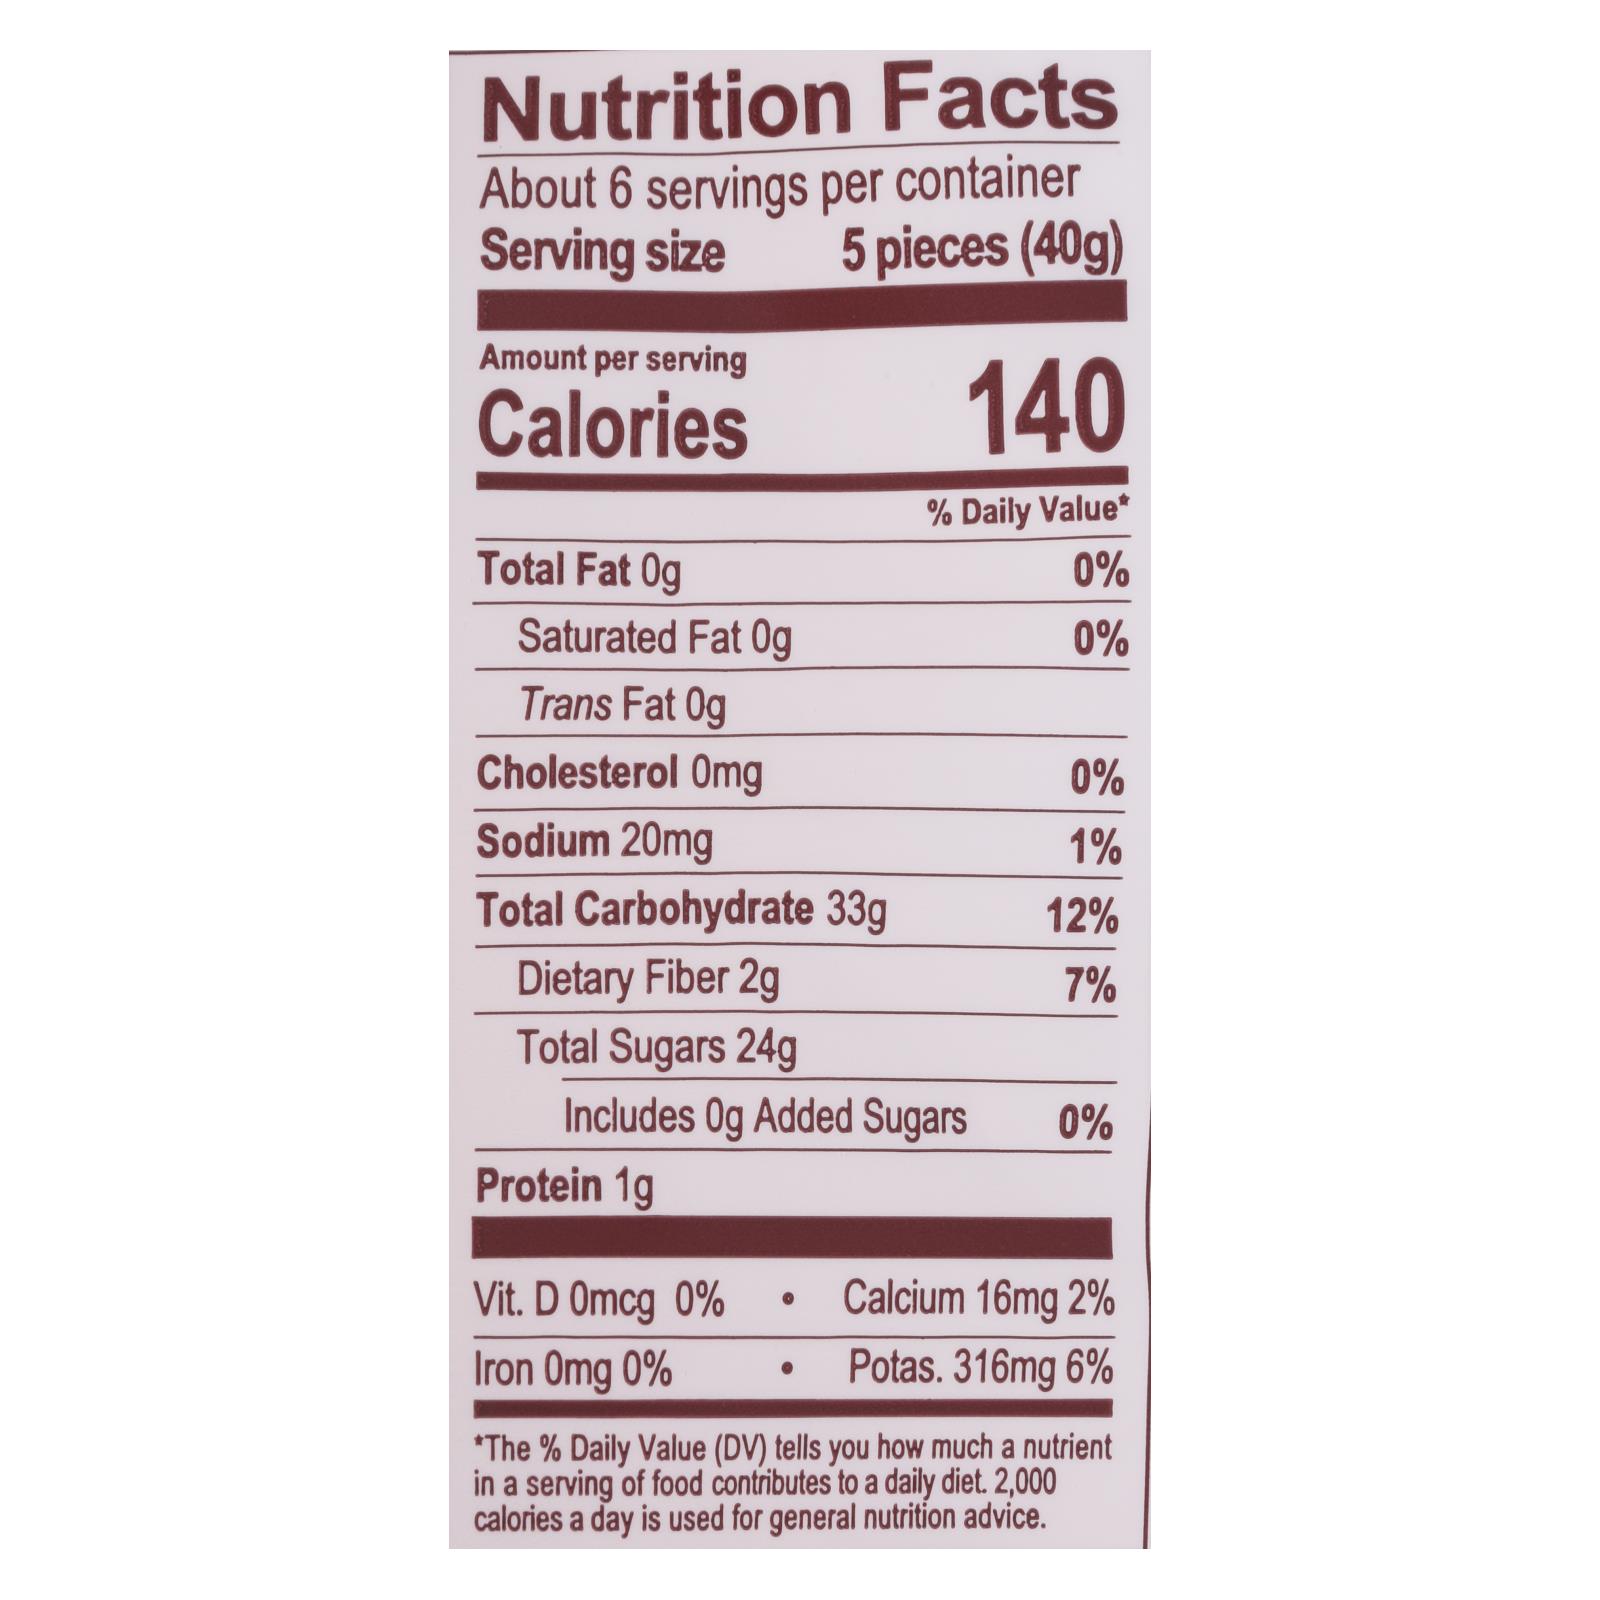 Nutrition Facts
About 6 servings per container
Serving size 5 pieces (40g)
Amount per serving
Calories 140
% Daily Value*
Total Fat 0g 0%
Saturated Fat 0g 0%
Trans Fat 0g
Cholesterol 0mg 0%
Sodium 20mg 1%
Total Carbohydrate 33g 12%
Dietary Fiber 2g 7%
Total Sugars 24g
Includes 0g Added Sugars 0%
Protein 1g
Vit. D 0mcg 0% • Calcium 16mg 2%
Iron 0mg 0% • Potas. 316mg 6%
*The % Daily Value (DV) tells you how much a nutrient
in a serving of food contributes to a daily diet. 2,000
calories a day is used for general nutrition advice.